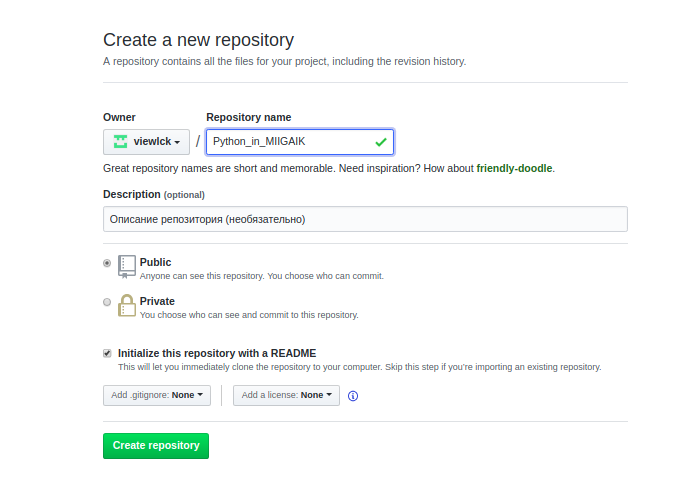 Create a new repository
A repository contains all the files for your project, including the revision history.
Owner Repository name
viewlck / Python_in_MIIGAIK
Great repository names are short and memorable. Need inspiration? How about friendly-doodle.
Description (optional)
Описание репозитория (необязательно)
Public
Anyone can see this repository. You choose who can commit.
Private
You choose who can see and commit to this repository.
Initialize this repository with a README
This will let you immediately clone the repository to your computer. Skip this step if you're importing an existing repository.
Add .gitignore: None Add a license: None
Create repository